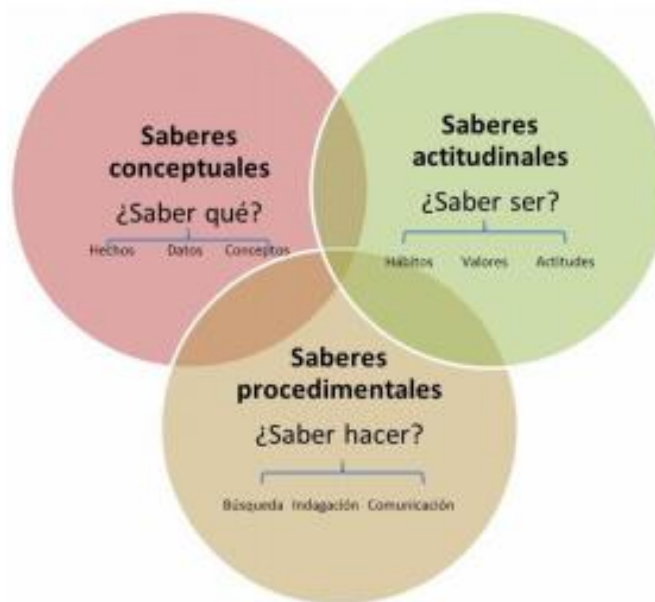 Saberes
conceptuales
¿Saber qué?
Hechos Datos Conceptos
Saberes
actitudinales
¿Saber ser?
Hábitos Valores Actitudes
Saberes
procedimentales
¿Saber hacer?
Búsqueda Indagación Comunicación